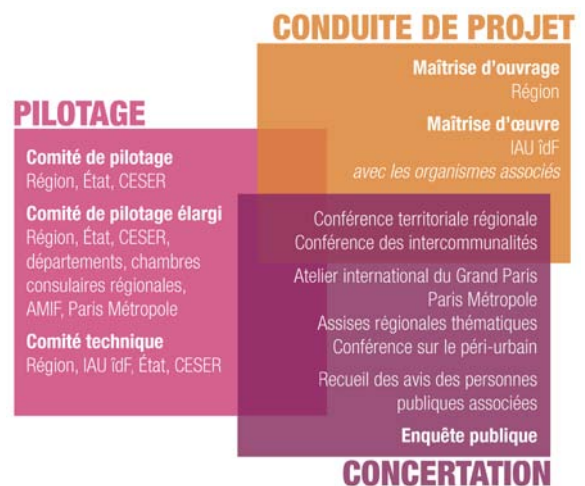 CONDUITE DE PROJET
Maîtrise d'ouvrage
Région
Maîtrise d'œuvre
IAU îdF
avec les organismes associés
PILOTAGE
Comité de pilotage
Région, État, CESER
Comité de pilotage élargi
Région, État, CESER,
départements, chambres
consulaires régionales,
AMIF, Paris Métropole
Comité technique
Région, IAU îdF, État, CESER
Conférence territoriale régionale
Conférence des intercommunalités
Atelier international du Grand Paris
Paris Métropole
Assises régionales thématiques
Conférence sur le péri-urbain
Recueil des avis des personnes
publiques associées
Enquête publique
CONCERTATION